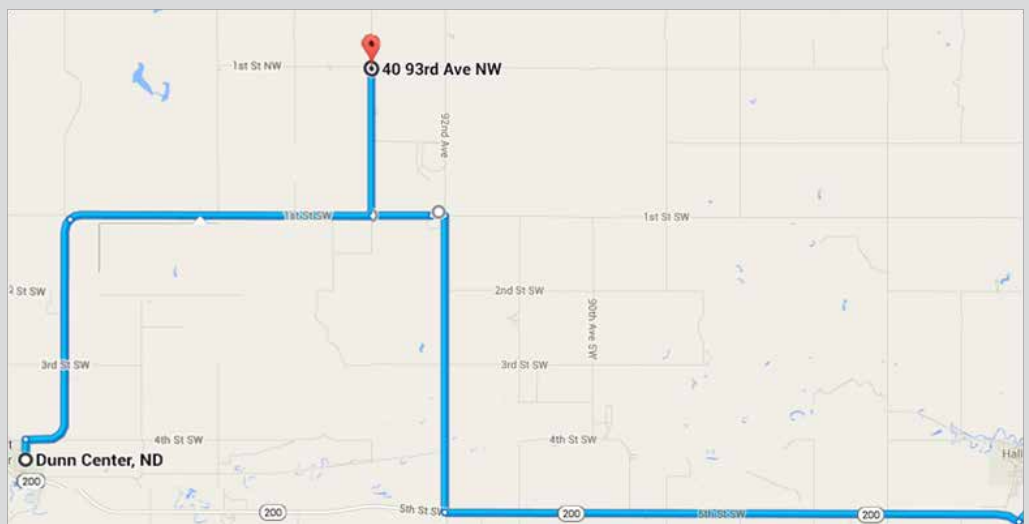 1st St NW
40 93rd Ave NW
92nd Ave
1st St SW
1st St SW
St SW
2nd St SW
90th Ave SW
3rd St SW
3rd St SW
4th St SW
4th St SW
Dunn Center, ND
200
Hall
200
5th St SW
200
5th St SW
200